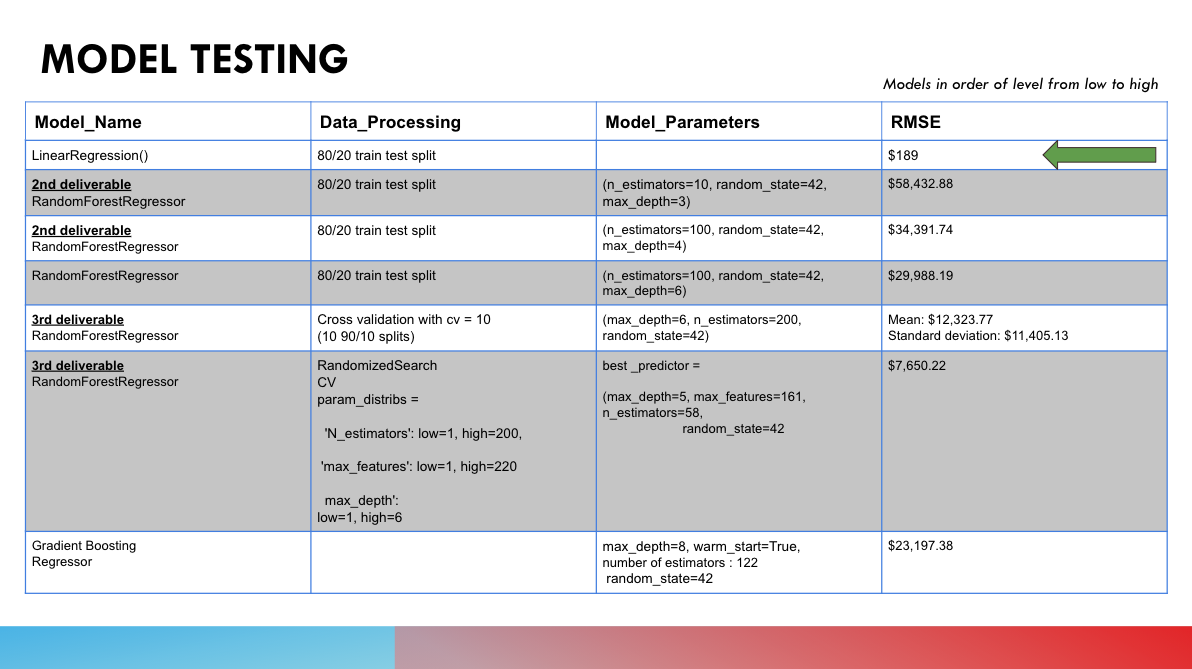 MODEL TESTING
Models in order of level from low to high
Model_Name Data_Processing Model_Parameters RMSE
LinearRegression() 80/20 train test split $189
2nd deliverable
RandomForestRegressor
80/20 train test split
(n_estimators=10, random_state=42,
max_depth=3)
$58,432.88
2nd deliverable
RandomForestRegressor
80/20 train test split
(n_estimators=100, random_state=42,
max_depth=4)
$34,391.74
RandomForestRegressor
80/20 train test split
(n_estimators=100, random_state=42,
max_depth=6)
$29,988.19
3rd deliverable
RandomForestRegressor
Cross validation with cv = 10
(10 90/10 splits)
(max_depth=6, n_estimators=200,
random_state=42)
Mean: $12,323.77
Standard deviation: $11,405.13
3rd deliverable
RandomForestRegressor
RandomizedSearch
CV
param_distribs =
'N_estimators': low=1, high=200,
'max_features': low=1, high=220
max_depth':
low=1, high=6
best _predictor =
(max_depth=5, max_features=161,
n_estimators=58,
random_state=42
$7,650.22
Gradient Boosting
Regressor
max_depth=8, warm_start=True,
number of estimators : 122
random_state=42
$23,197.38